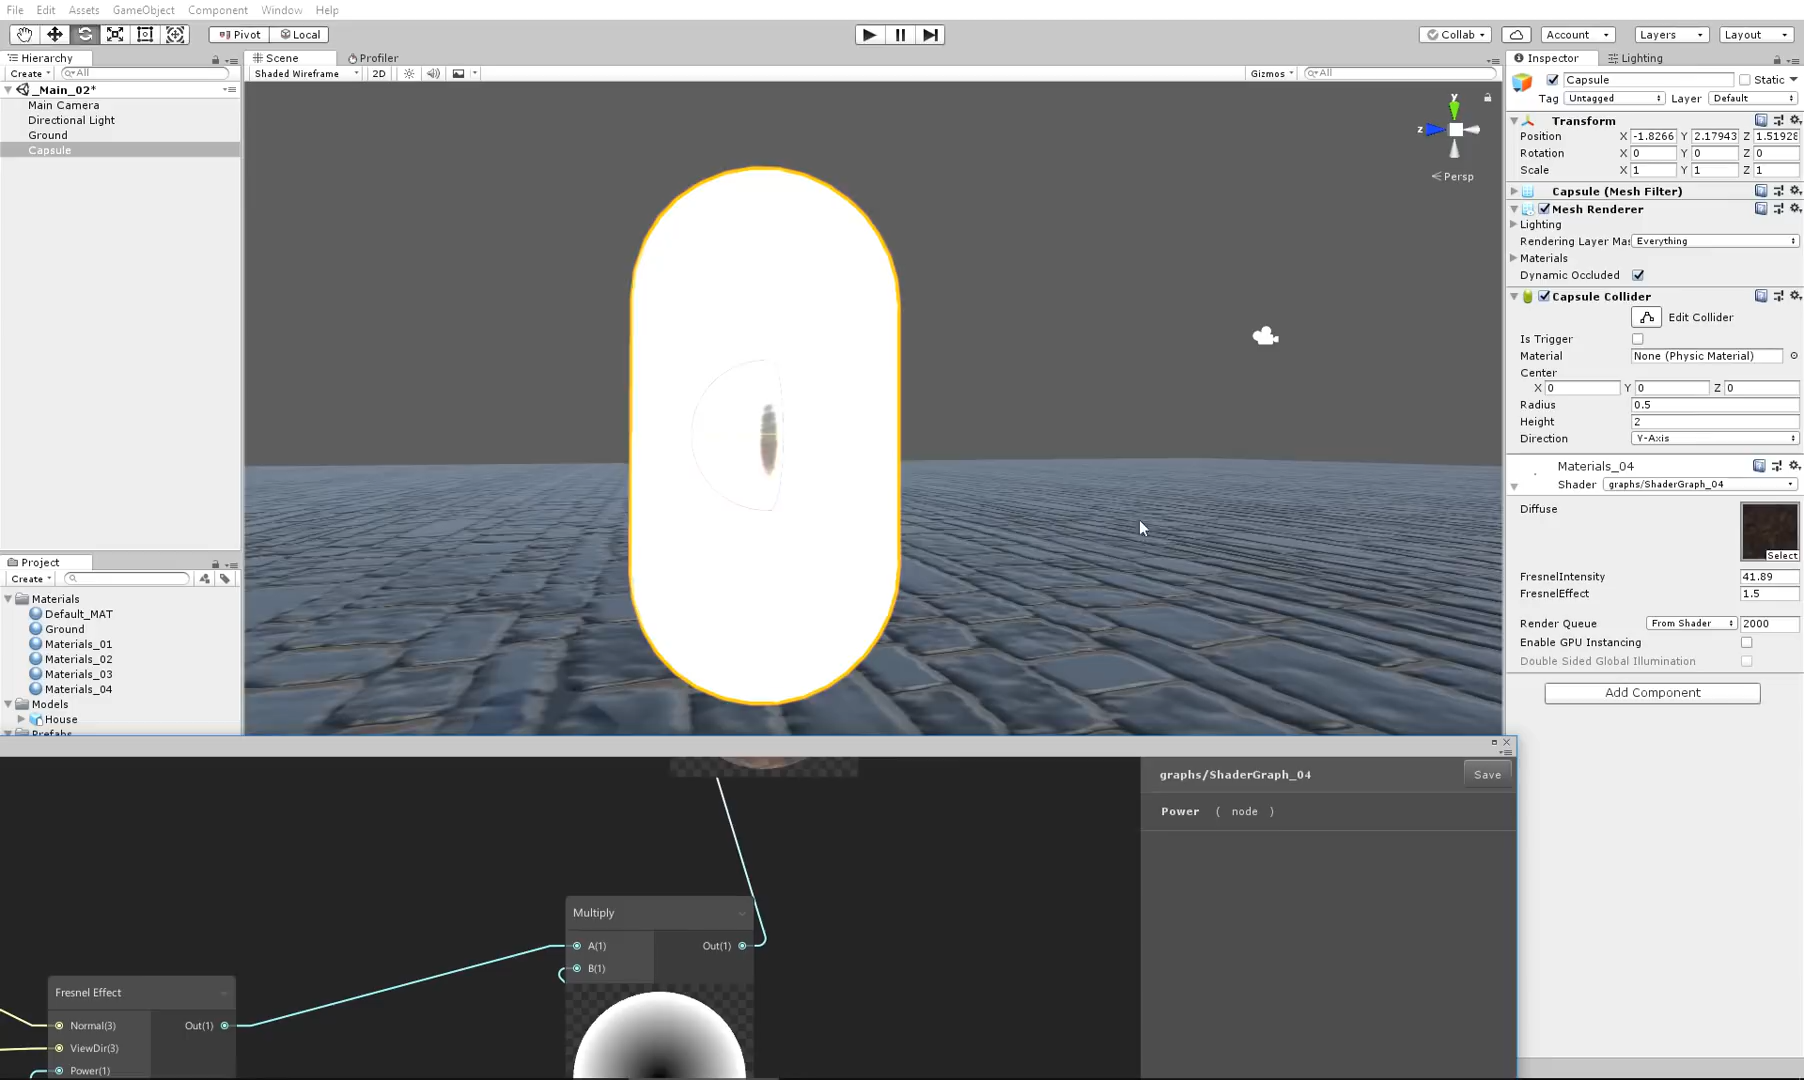 File Edit Assets GameObject Component Window Help
Pivot Local Collab Account Layers Layout
Hierarchy
Create All
_Main_02*
Main Camera
Directional Light
Ground
Capsule
Scene Profiler
Shaded Wireframe 2D Gizmos All
y
z
Persp
Project
Create
Materials
Default_MAT
Ground
Materials_01
Materials_02
Materials_03
Materials_04
Models
House
Prefabs
Inspector Lighting
Capsule Static
Tag Untagged Layer Default
Transform
Position X -1.8266 Y 2.17943 Z 1.51928
Rotation X 0 Y 0 Z 0
Scale X 1 Y 1 Z 1
Capsule (Mesh Filter)
Mesh Renderer
Lighting
Rendering Layer Mas Everything
Materials
Dynamic Occluded
Capsule Collider
Edit Collider
Is Trigger
Material None (Physic Material)
Center
X 0 Y 0 Z 0
Radius 0.5
Height 2
Direction Y-Axis
Materials_04
Shader graphs/ShaderGraph_04
Diffuse
Select
FresnelIntensity 41.89
FresnelEffect 1.5
Render Queue From Shader 2000
Enable GPU Instancing
Double Sided Global Illumination
Add Component
graphs/ShaderGraph_04 Save
Power ( node )
Multiply
A(1) Out(1)
B(1)
Fresnel Effect
Normal(3) Out(1)
ViewDir(3)
Power(1)